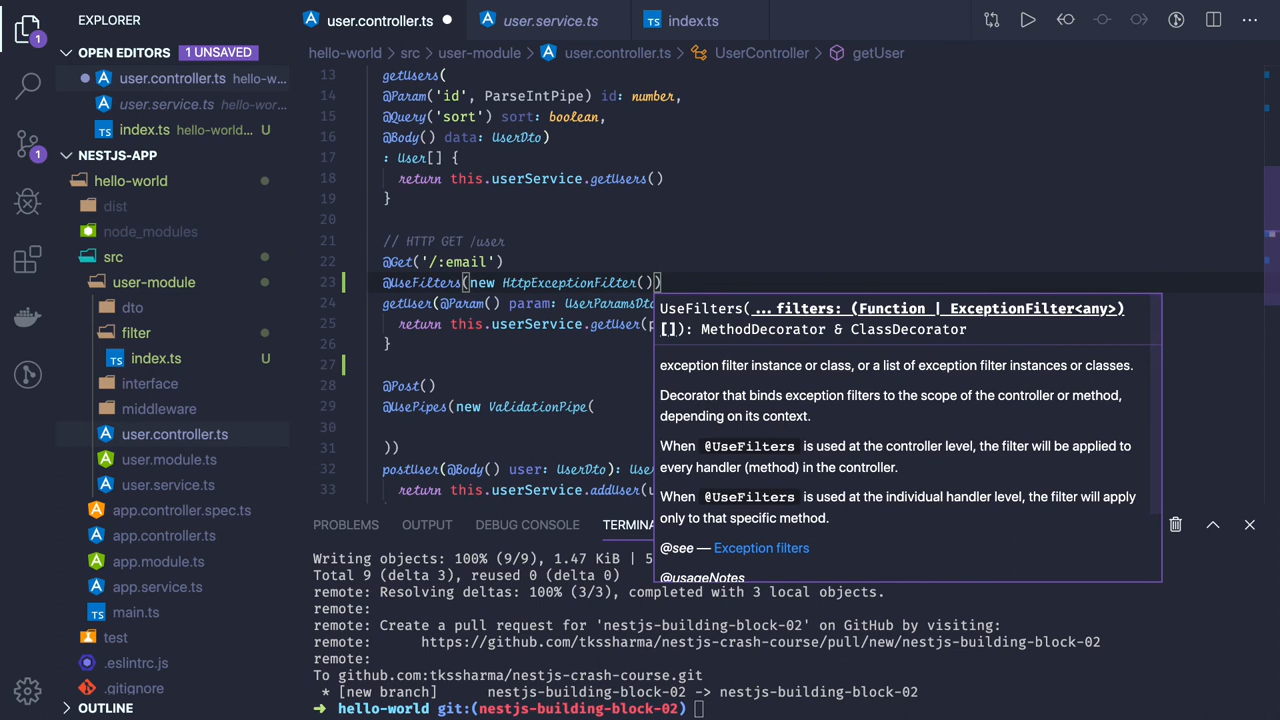 EXPLORER
OPEN EDITORS 1 UNSAVED
user.controller.ts hello-w...
user.service.ts hello-wor...
TS index.ts hello-world... U
NESTJS-APP
hello-world
dist
node_modules
src
user-module
dto
filter
TS index.ts U
interface
middleware
user.controller.ts
user.module.ts
user.service.ts
app.controller.spec.ts
app.controller.ts
app.module.ts
app.service.ts
TS main.ts
test
.eslintrc.js
.gitignore
OUTLINE
1
1
user.controller.ts
user.service.ts
TS index.ts
hello-world > src > user-module > user.controller.ts > UserController > getUser
13 getUsers(
14 @Param('id', ParseIntPipe) id: number,
15 @Query('sort') sort: boolean,
16 @Body() data: UserDto)
17 : User[] {
18 return this.userService.getUsers()
19 }
20
21 // HTTP GET /user
22 @Get('/:email')
23 @UseFilters(new HttpExceptionFilter())
24 getUser(@Param() param: UserParamsDto
25 return this.userService.getUser(p
26 }
27
28 @Post()
29 @UsePipes(new ValidationPipe(
30
31 ))
32 postUser(@Body() user: UserDto): User
33 return this.userService.addUser(u
UseFilters(...filters: (Function | ExceptionFilter<any>)
[]): MethodDecorator & ClassDecorator
exception filter instance or class, or a list of exception filter instances or classes.
Decorator that binds exception filters to the scope of the controller or method,
depending on its context.
When @UseFilters is used at the controller level, the filter will be applied to
every handler (method) in the controller.
When @UseFilters is used at the individual handler level, the filter will apply
only to that specific method.
@see — Exception filters
@usageNotes
PROBLEMS OUTPUT DEBUG CONSOLE TERMINA
Writing objects: 100% (9/9), 1.47 KiB | 5
Total 9 (delta 3), reused 0 (delta 0)
remote: Resolving deltas: 100% (3/3), completed with 3 local objects.
remote:
remote: Create a pull request for 'nestjs-building-block-02' on GitHub by visiting:
remote: https://github.com/tkssharma/nestjs-crash-course/pull/new/nestjs-building-block-02
remote:
To github.com:tkssharma/nestjs-crash-course.git
* [new branch] nestjs-building-block-02 -> nestjs-building-block-02
→ hello-world git:(nestjs-building-block-02)